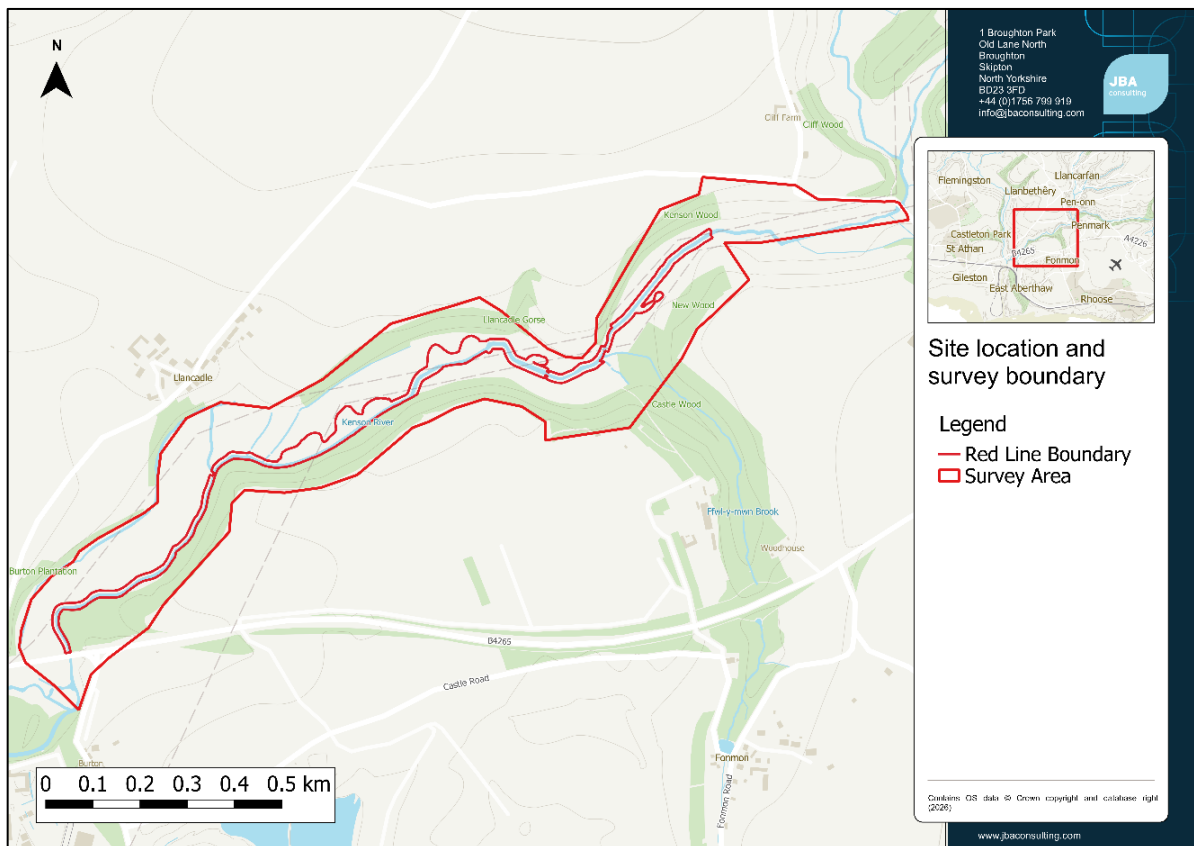 N
Cliff Farm
Cliff Wood
Kenson Wood
New Wood
Llancadle Gorse
Llancadle
Kenson River
Castle Wood
Ffwl-y-mwn Brook
Woodhouse
Burton Plantation
B4265
Castle Road
Burton
Fonmon
Fonmon Road
0 0.1 0.2 0.3 0.4 0.5 km
1 Broughton Park
Old Lane North
Broughton
Skipton
North Yorkshire
BD23 3FD
+44 (0)1756 799 919
info@jbaconsulting.com
JBA
consulting
Flemingston
Llancarfan
Llanbethêry
Pen-onn
Castleton Park
Penmark
St Athan
B4265
A4226
Fonmon
Gileston
East Aberthaw
Rhoose
Site location and
survey boundary
Legend
Red Line Boundary
Survey Area
Contains OS data © Crown copyright and database right
(2026)
www.jbaconsulting.com